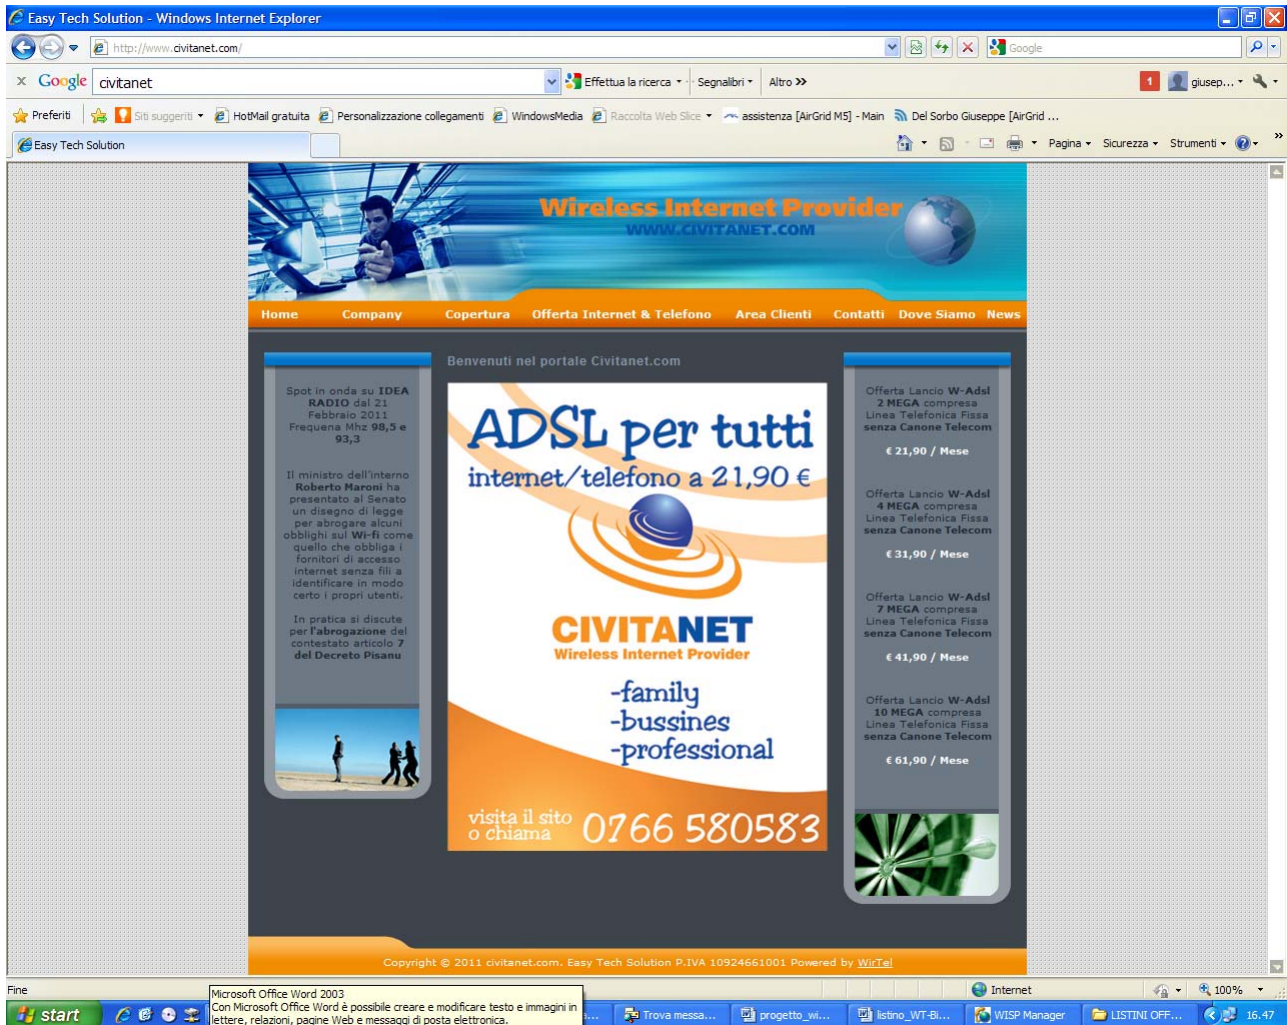 Easy Tech Solution - Windows Internet Explorer
http://www.civitanet.com/
Google
x Google civitanet Effettua la ricerca Segnalibri Altro >> 1 giusep...
Preferiti Siti suggeriti HotMail gratuita Personalizzazione collegamenti WindowsMedia Raccolta Web Slice assistenza [AirGrid M5] - Main Del Sorbo Giuseppe [AirGrid ...
Easy Tech Solution Pagina Sicurezza Strumenti >>
Wireless Internet Provider
WWW.CIVITANET.COM
Home Company Copertura Offerta Internet & Telefono Area Clienti Contatti Dove Siamo News
Spot in onda su IDEA
RADIO dal 21
Febbraio 2011
Frequena Mhz 98,5 e
93,3
Il ministro dell'interno
Roberto Maroni ha
presentato al Senato
un disegno di legge
per abrogare alcuni
obblighi sul Wi-fi come
quello che obbliga i
fornitori di accesso
internet senza fili a
identificare in modo
certo i propri utenti.
In pratica si discute
per l'abrogazione del
contestato articolo 7
del Decreto Pisanu
Benvenuti nel portale Civitanet.com
ADSL per tutti
internet/telefono a 21,90 €
CIVITANET
Wireless Internet Provider
-family
-bussines
-professional
visita il sito
o chiama
0766 580583
Offerta Lancio W-Adsl
2 MEGA compresa
Linea Telefonica Fissa
senza Canone Telecom
€ 21,90 / Mese
Offerta Lancio W-Adsl
4 MEGA compresa
Linea Telefonica Fissa
senza Canone Telecom
€ 31,90 / Mese
Offerta Lancio W-Adsl
7 MEGA compresa
Linea Telefonica Fissa
senza Canone Telecom
€ 41,90 / Mese
Offerta Lancio W-Adsl
10 MEGA compresa
Linea Telefonica Fissa
senza Canone Telecom
€ 61,90 / Mese
Copyright © 2011 civitanet.com. Easy Tech Solution P.IVA 10924661001 Powered by WirTel
Fine Internet 100%
Microsoft Office Word 2003
Con Microsoft Office Word è possibile creare e modificare testo e immagini in
lettere, relazioni, pagine Web e messaggi di posta elettronica.
start Trova messa... progetto_wi... listino_WT-Bi... WISP Manager LISTINI OFF... 16.47